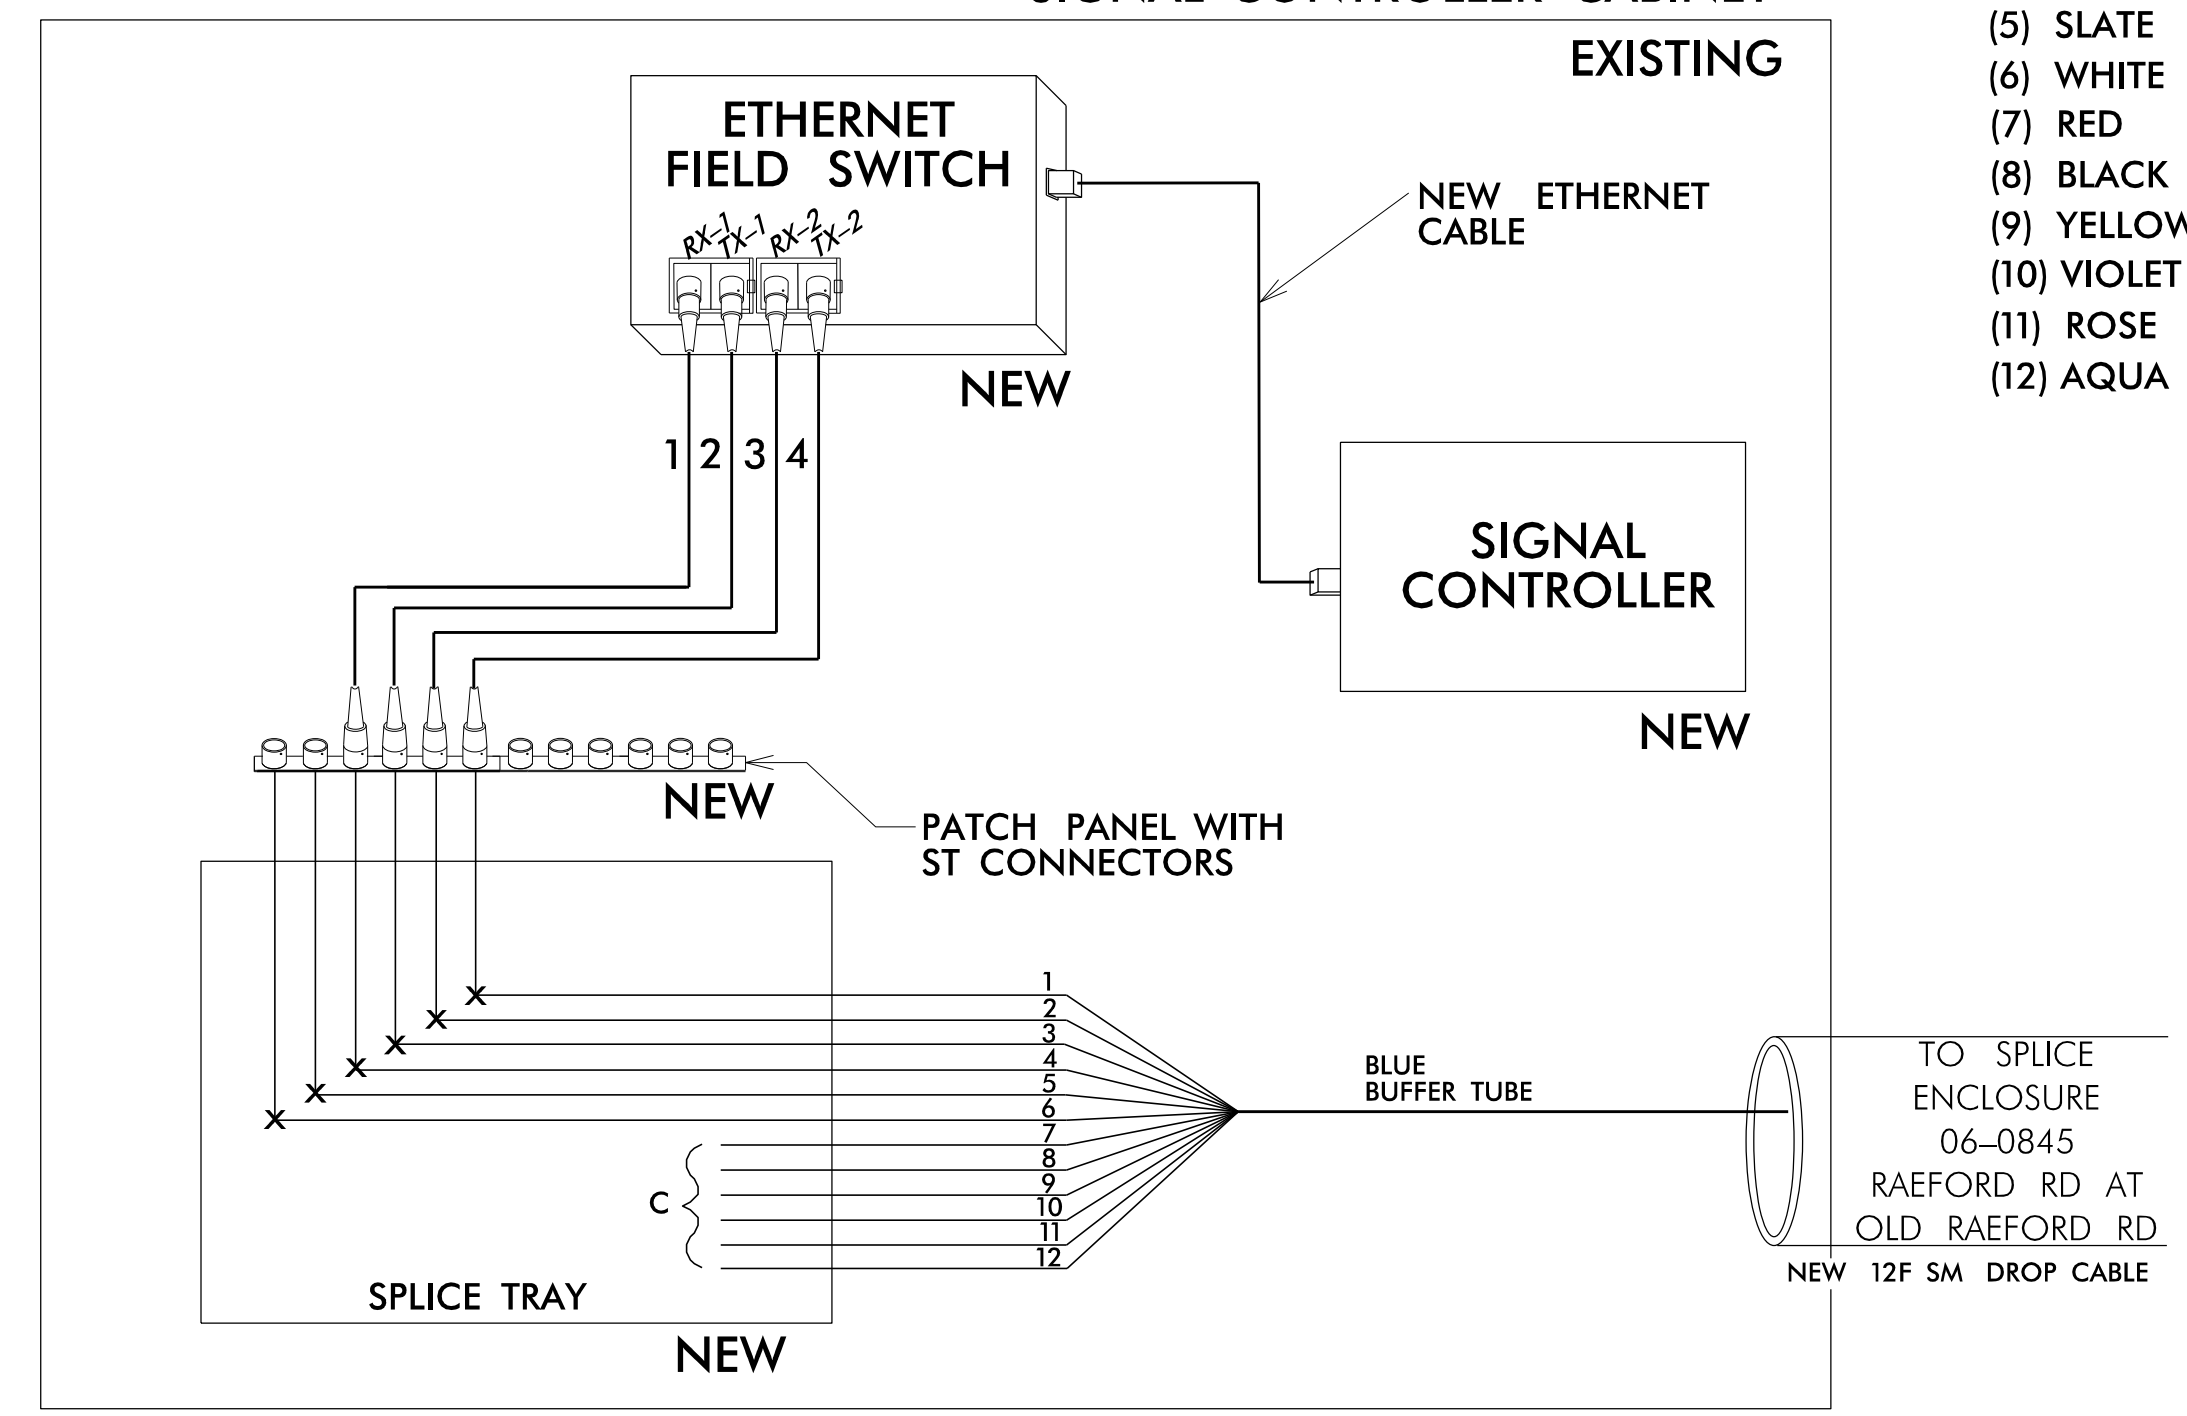 SIGNAL CONTROLLER CABINET
EXISTING
(5) SLATE
(6) WHITE
(7) RED
(8) BLACK
(9) YELLOW
(10) VIOLET
(11) ROSE
(12) AQUA
ETHERNET
FIELD SWITCH
RX-1 TX-1 RX-2 TX-2
NEW
NEW ETHERNET
CABLE
1 2 3 4
SIGNAL
CONTROLLER
NEW
NEW
PATCH PANEL WITH
ST CONNECTORS
X
X
X
X
X
X
1
2
3
4
5
6
7
8
9
10
11
12
C
BLUE
BUFFER TUBE
TO SPLICE
ENCLOSURE
06-0845
RAEFORD RD AT
OLD RAEFORD RD
NEW 12F SM DROP CABLE
SPLICE TRAY
NEW